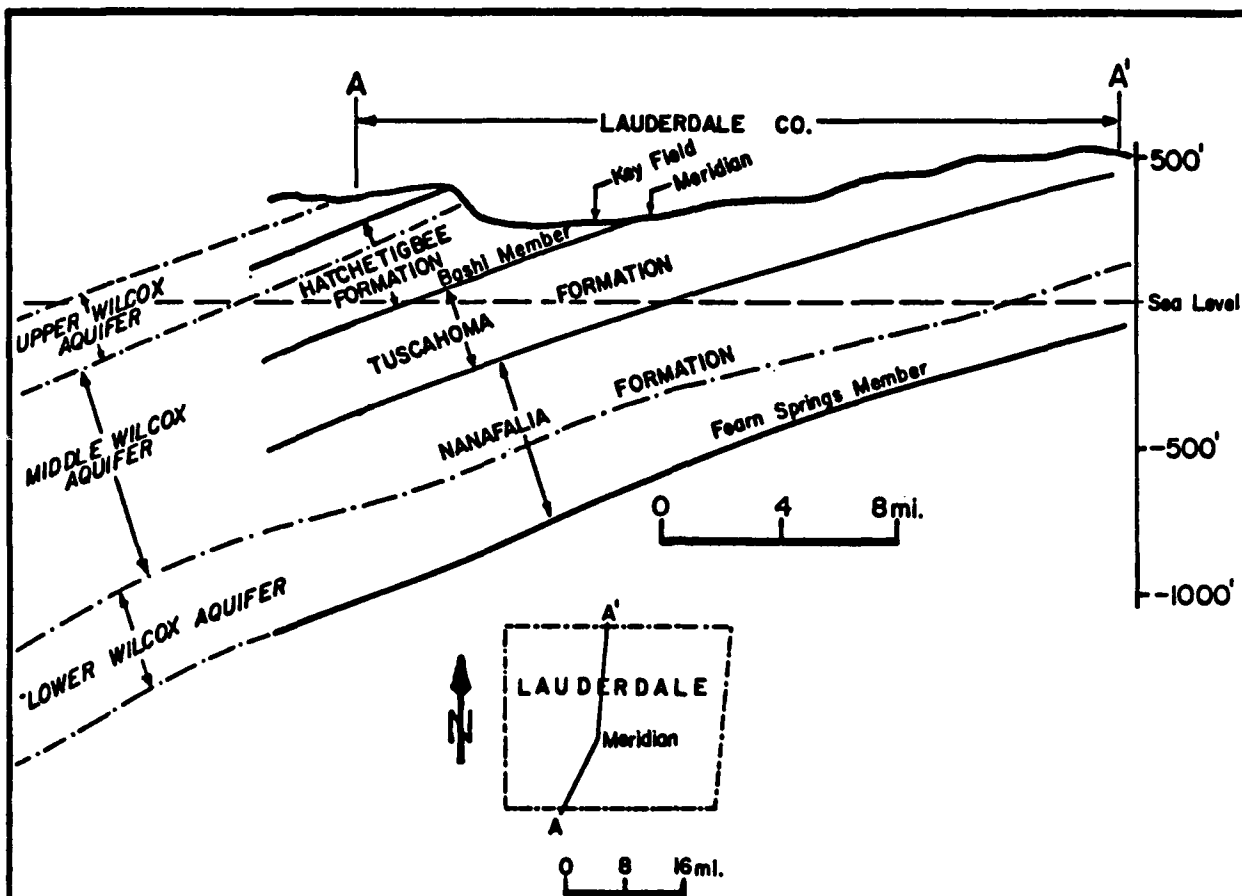 A
A'
LAUDERDALE CO.
500'
Key Field
Meridian
HATCHETIGBEE
FORMATION
Bashi Member
UPPER WILCOX
AQUIFER
FORMATION
Sea Level
TUSCAHOMA
MIDDLE WILCOX
AQUIFER
FORMATION
NANAFALIA
Fearn Springs Member
-500'
0 4 8 mi.
-1000'
LOWER WILCOX AQUIFER
A'
LAUDERDALE
N
Meridian
A
0 8 16 mi.